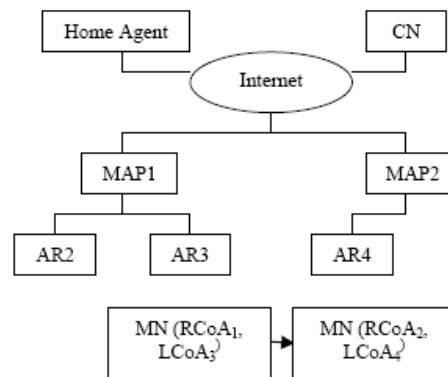 Home Agent
CN
Internet
MAP1
MAP2
AR2
AR3
AR4
MN (RCoA₁,
LCoA₃)
MN (RCoA₂,
LCoA₄)